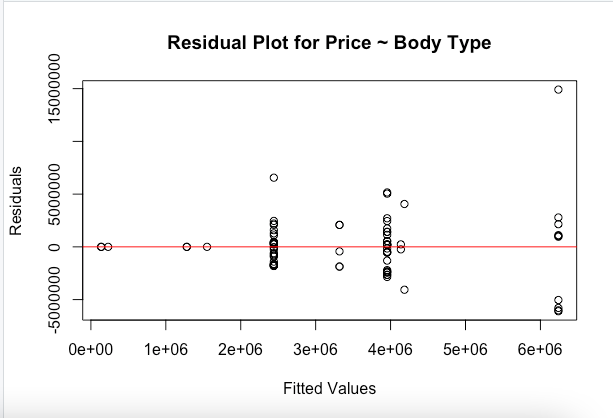 Residual Plot for Price ~ Body Type
15000000
5000000
0
-5000000
Residuals
0e+00 1e+06 2e+06 3e+06 4e+06 5e+06 6e+06
Fitted Values